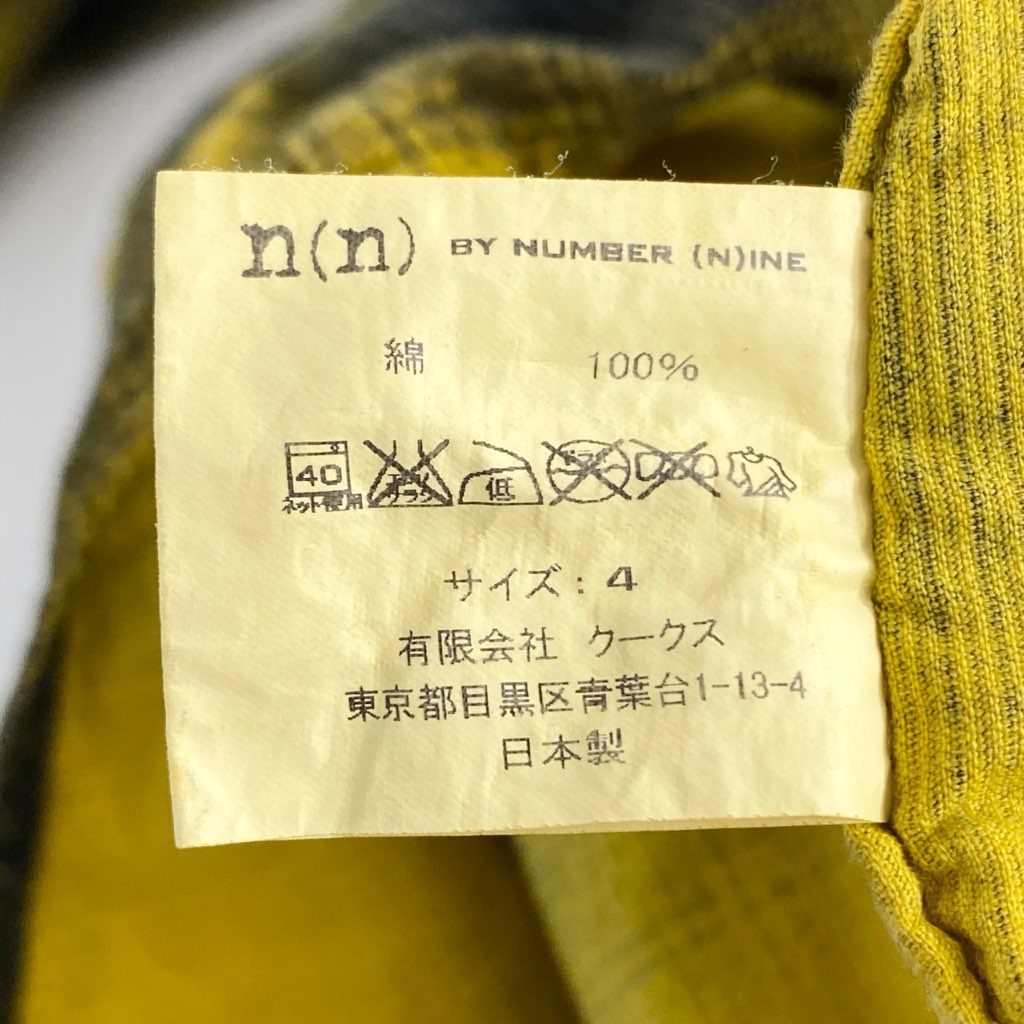 n(n) BY NUMBER (N)INE
綿 100%
40 低
ネット使用
サイズ: 4
有限会社 クークス
東京都目黒区青葉台1-13-4
日本製